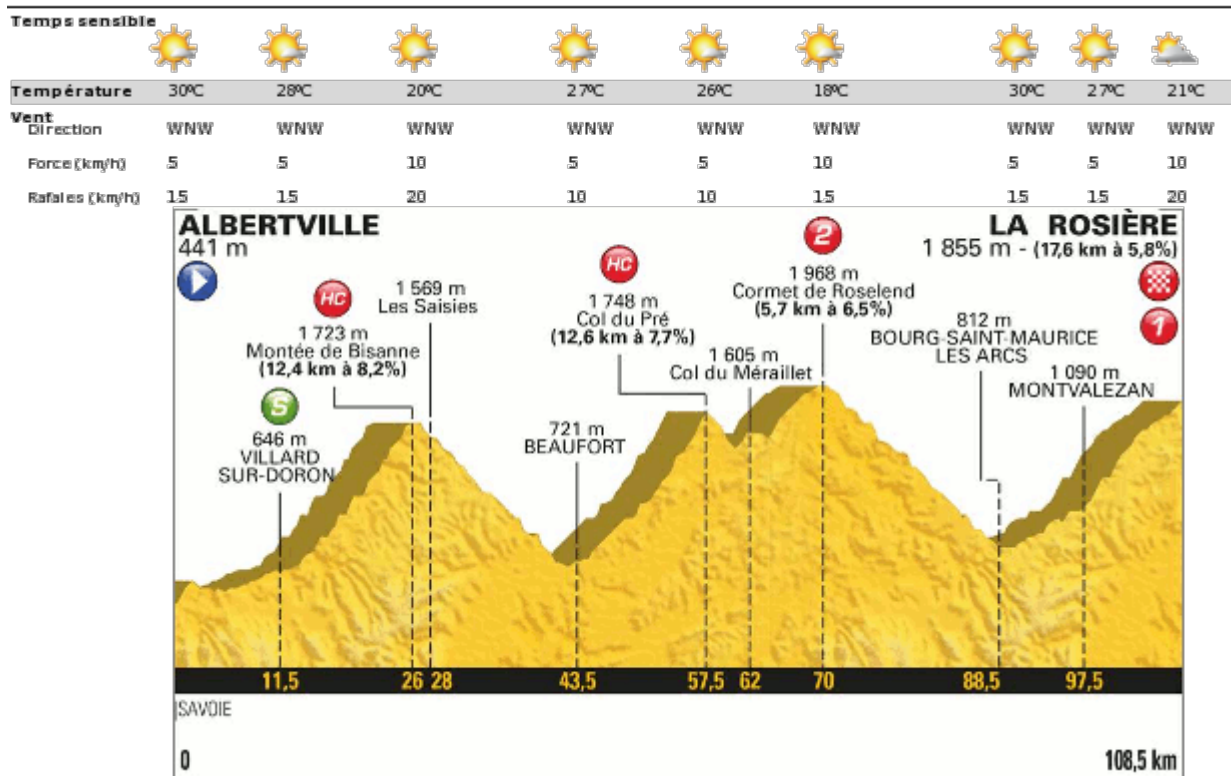 Temps sensible
Température 30ºC 28ºC 20ºC 27ºC 26ºC 18ºC 30ºC 27ºC 21ºC
Vent
Direction WNW WNW WNW WNW WNW WNW WNW WNW WNW
Force (km/h) 5 5 10 5 5 10 5 5 10
Rafales (km/h) 15 15 20 10 10 15 15 15 20
ALBERTVILLE
441 m
HC
1 723 m
Montée de Bisanne
(12,4 km à 8,2%)
S
646 m
VILLARD
SUR-DORON
1 569 m
Les Saisies
721 m
BEAUFORT
HC
1 748 m
Col du Pré
(12,6 km à 7,7%)
1 605 m
Col du Méraillet
2
1 968 m
Cormet de Roselend
(5,7 km à 6,5%)
812 m
BOURG-SAINT-MAURICE
LES ARCS
1 090 m
MONTVALEZAN
LA ROSIÈRE
1 855 m - (17,6 km à 5,8%)
1
11,5 26 28 43,5 57,5 62 70 88,5 97,5
SAVOIE
0 108,5 km